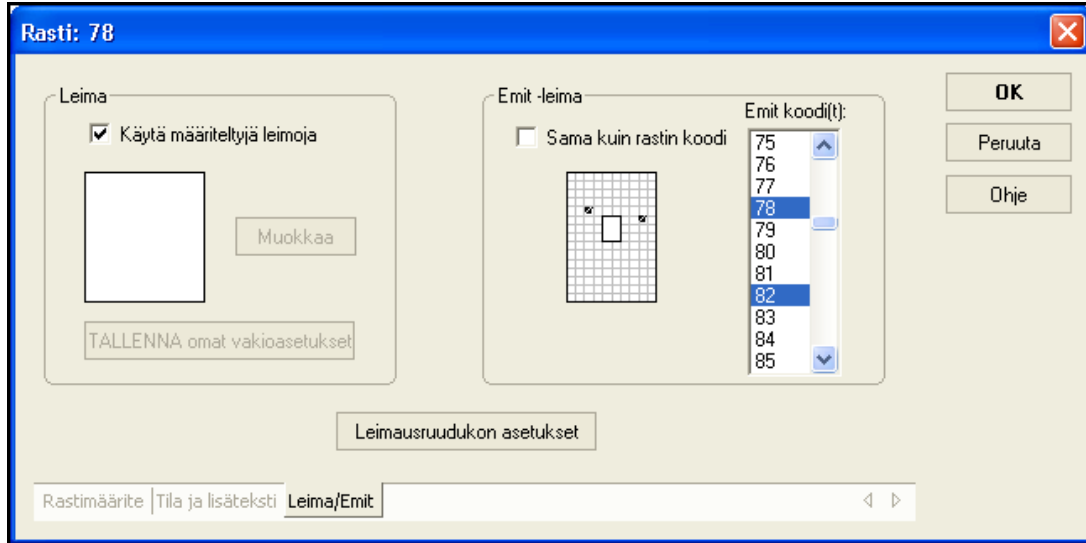 Rasti: 78
Leima
Käytä määriteltyjä leimoja
Muokkaa
TALLENNA omat vakioasetukset
Emit -leima
Sama kuin rastin koodi
Emit koodi(t):
75
76
77
78
79
80
81
82
83
84
85
OK
Peruuta
Ohje
Leimausruudukon asetukset
Rastimäärite Tila ja lisäteksti Leima/Emit